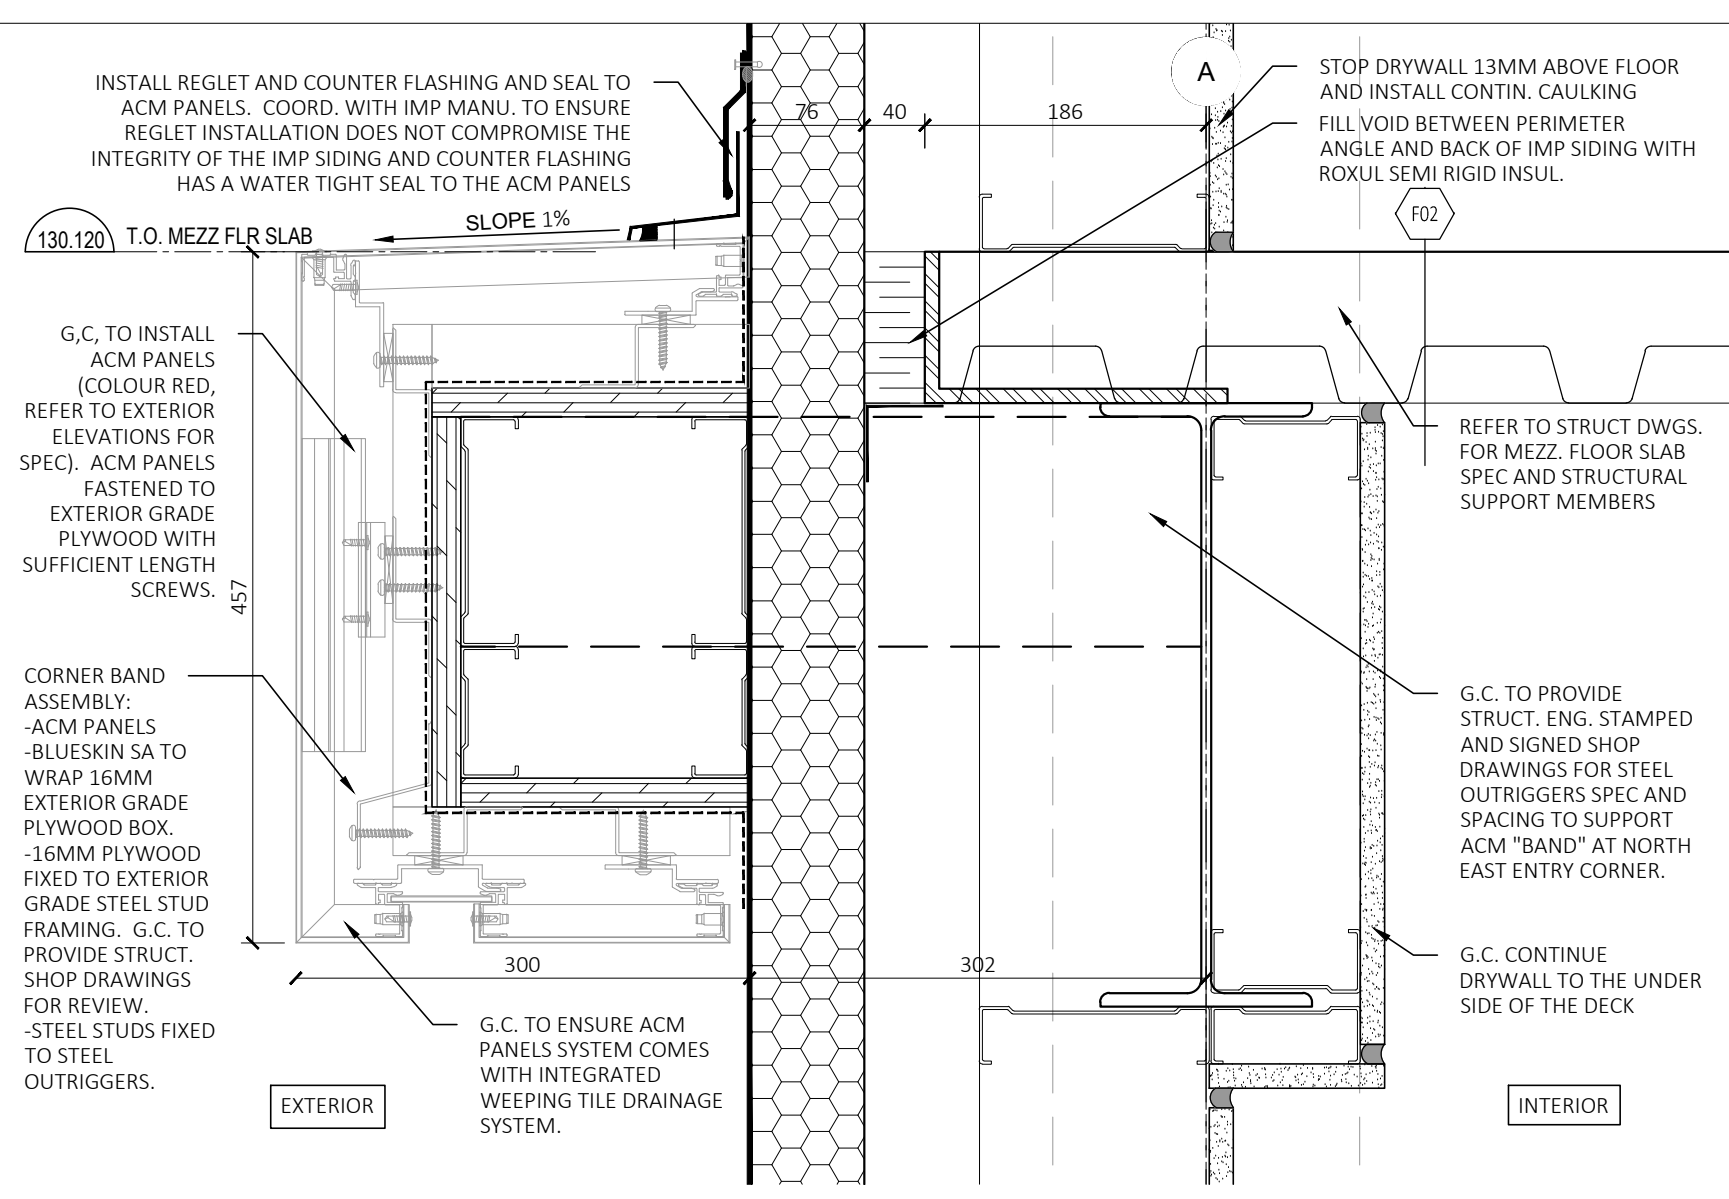 INSTALL REGLET AND COUNTER FLASHING AND SEAL TO
ACM PANELS. COORD. WITH IMP MANU. TO ENSURE
REGLET INSTALLATION DOES NOT COMPROMISE THE
INTEGRITY OF THE IMP SIDING AND COUNTER FLASHING
HAS A WATER TIGHT SEAL TO THE ACM PANELS
76
40
186
A
STOP DRYWALL 13MM ABOVE FLOOR
AND INSTALL CONTIN. CAULKING
FILL VOID BETWEEN PERIMETER
ANGLE AND BACK OF IMP SIDING WITH
ROXUL SEMI RIGID INSUL.
F02
130.120
T.O. MEZZ FLR SLAB
SLOPE 1%
G,C, TO INSTALL
ACM PANELS
(COLOUR RED,
REFER TO EXTERIOR
ELEVATIONS FOR
SPEC). ACM PANELS
FASTENED TO
EXTERIOR GRADE
PLYWOOD WITH
SUFFICIENT LENGTH
SCREWS.
457
REFER TO STRUCT DWGS.
FOR MEZZ. FLOOR SLAB
SPEC AND STRUCTURAL
SUPPORT MEMBERS
CORNER BAND
ASSEMBLY:
-ACM PANELS
-BLUESKIN SA TO
WRAP 16MM
EXTERIOR GRADE
PLYWOOD BOX.
-16MM PLYWOOD
FIXED TO EXTERIOR
GRADE STEEL STUD
FRAMING. G.C. TO
PROVIDE STRUCT.
SHOP DRAWINGS
FOR REVIEW.
-STEEL STUDS FIXED
TO STEEL
OUTRIGGERS.
G.C. TO PROVIDE
STRUCT. ENG. STAMPED
AND SIGNED SHOP
DRAWINGS FOR STEEL
OUTRIGGERS SPEC AND
SPACING TO SUPPORT
ACM "BAND" AT NORTH
EAST ENTRY CORNER.
G.C. CONTINUE
DRYWALL TO THE UNDER
SIDE OF THE DECK
300
302
G.C. TO ENSURE ACM
PANELS SYSTEM COMES
WITH INTEGRATED
WEEPING TILE DRAINAGE
SYSTEM.
EXTERIOR
INTERIOR